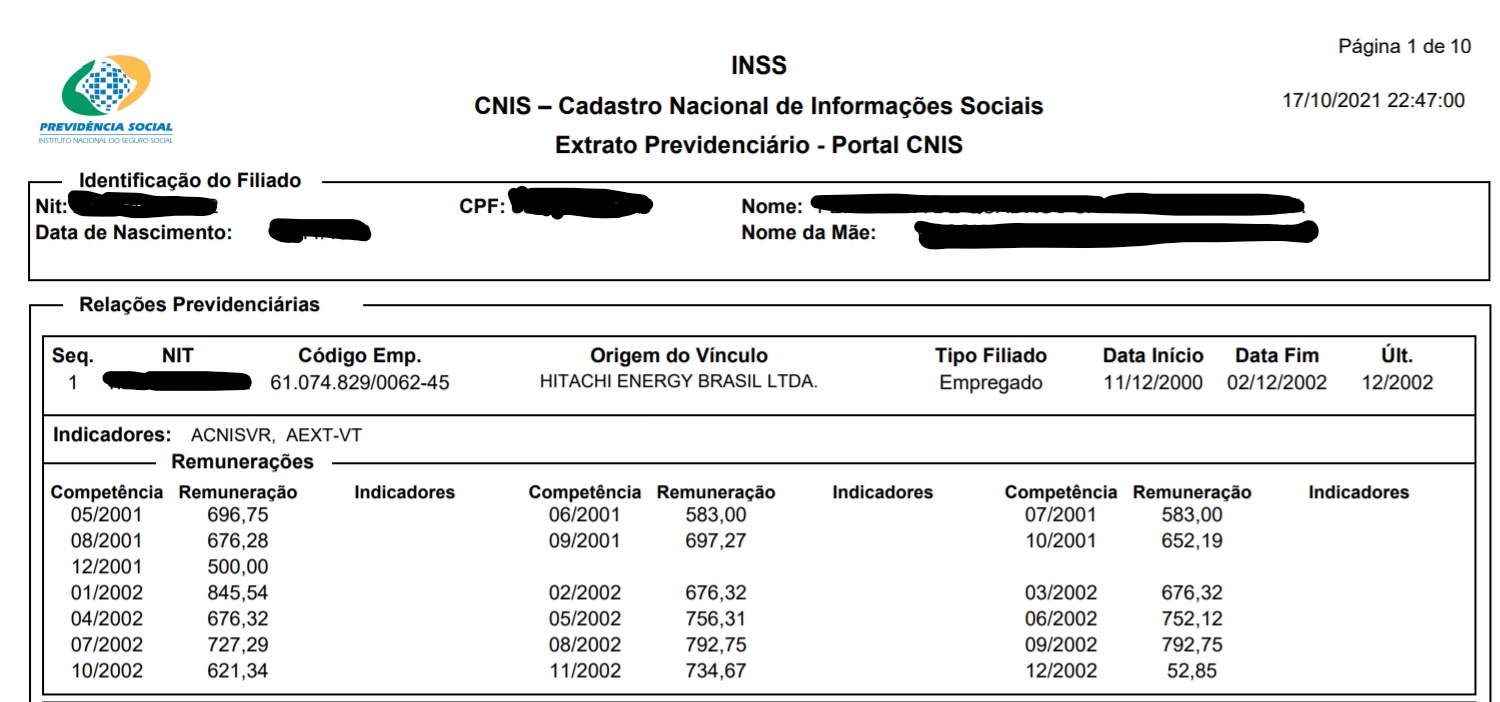 Página 1 de 10
INSS
CNIS – Cadastro Nacional de Informações Sociais
17/10/2021 22:47:00
PREVIDÊNCIA SOCIAL
INSTITUTO NACIONAL DO SEGURO SOCIAL
Extrato Previdenciário - Portal CNIS
Identificação do Filiado
Nit: CPF: Nome:
Data de Nascimento: Nome da Mãe:
Relações Previdenciárias
Seq. NIT Código Emp. Origem do Vínculo Tipo Filiado Data Início Data Fim Últ.
1 61.074.829/0062-45 HITACHI ENERGY BRASIL LTDA. Empregado 11/12/2000 02/12/2002 12/2002
Indicadores: ACNISVR, AEXT-VT
Remunerações
Competência Remuneração Indicadores Competência Remuneração Indicadores Competência Remuneração Indicadores
05/2001 696,75 06/2001 583,00 07/2001 583,00
08/2001 676,28 09/2001 697,27 10/2001 652,19
12/2001 500,00
01/2002 845,54 02/2002 676,32 03/2002 676,32
04/2002 676,32 05/2002 756,31 06/2002 752,12
07/2002 727,29 08/2002 792,75 09/2002 792,75
10/2002 621,34 11/2002 734,67 12/2002 52,85